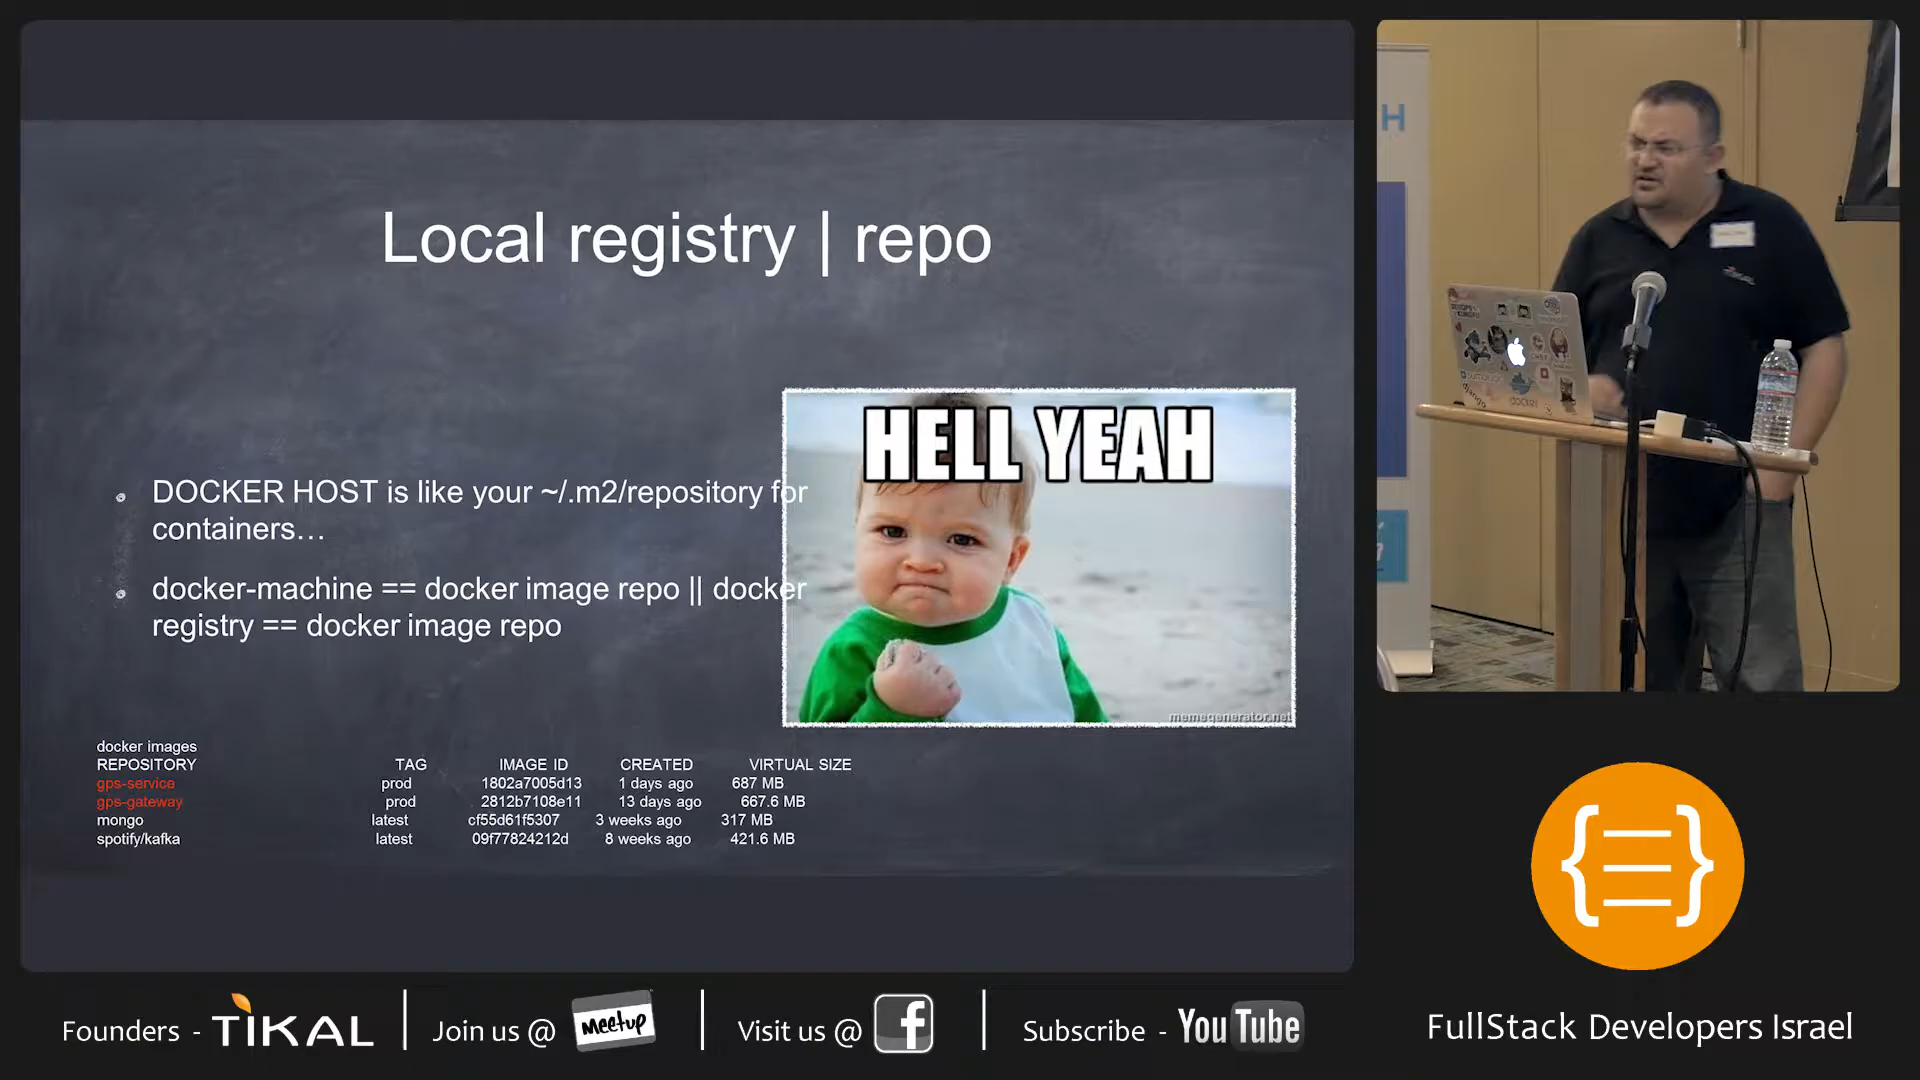 Local registry | repo
HELL YEAH
DOCKER HOST is like your ~/.m2/repository for
containers…
docker-machine == docker image repo || docker
registry == docker image repo
memegenerator.net
docker images
REPOSITORY TAG IMAGE ID CREATED VIRTUAL SIZE
gps-service prod 1802a7005d13 1 days ago 687 MB
gps-gateway prod 2812b7108e11 13 days ago 667.6 MB
mongo latest cf55d61f5307 3 weeks ago 317 MB
spotify/kafka latest 09f77824212d 8 weeks ago 421.6 MB
H
docker
django
{ }
Founders - TIKAL
Join us @ Meetup
Visit us @ f
Subscribe - YouTube
FullStack Developers Israel